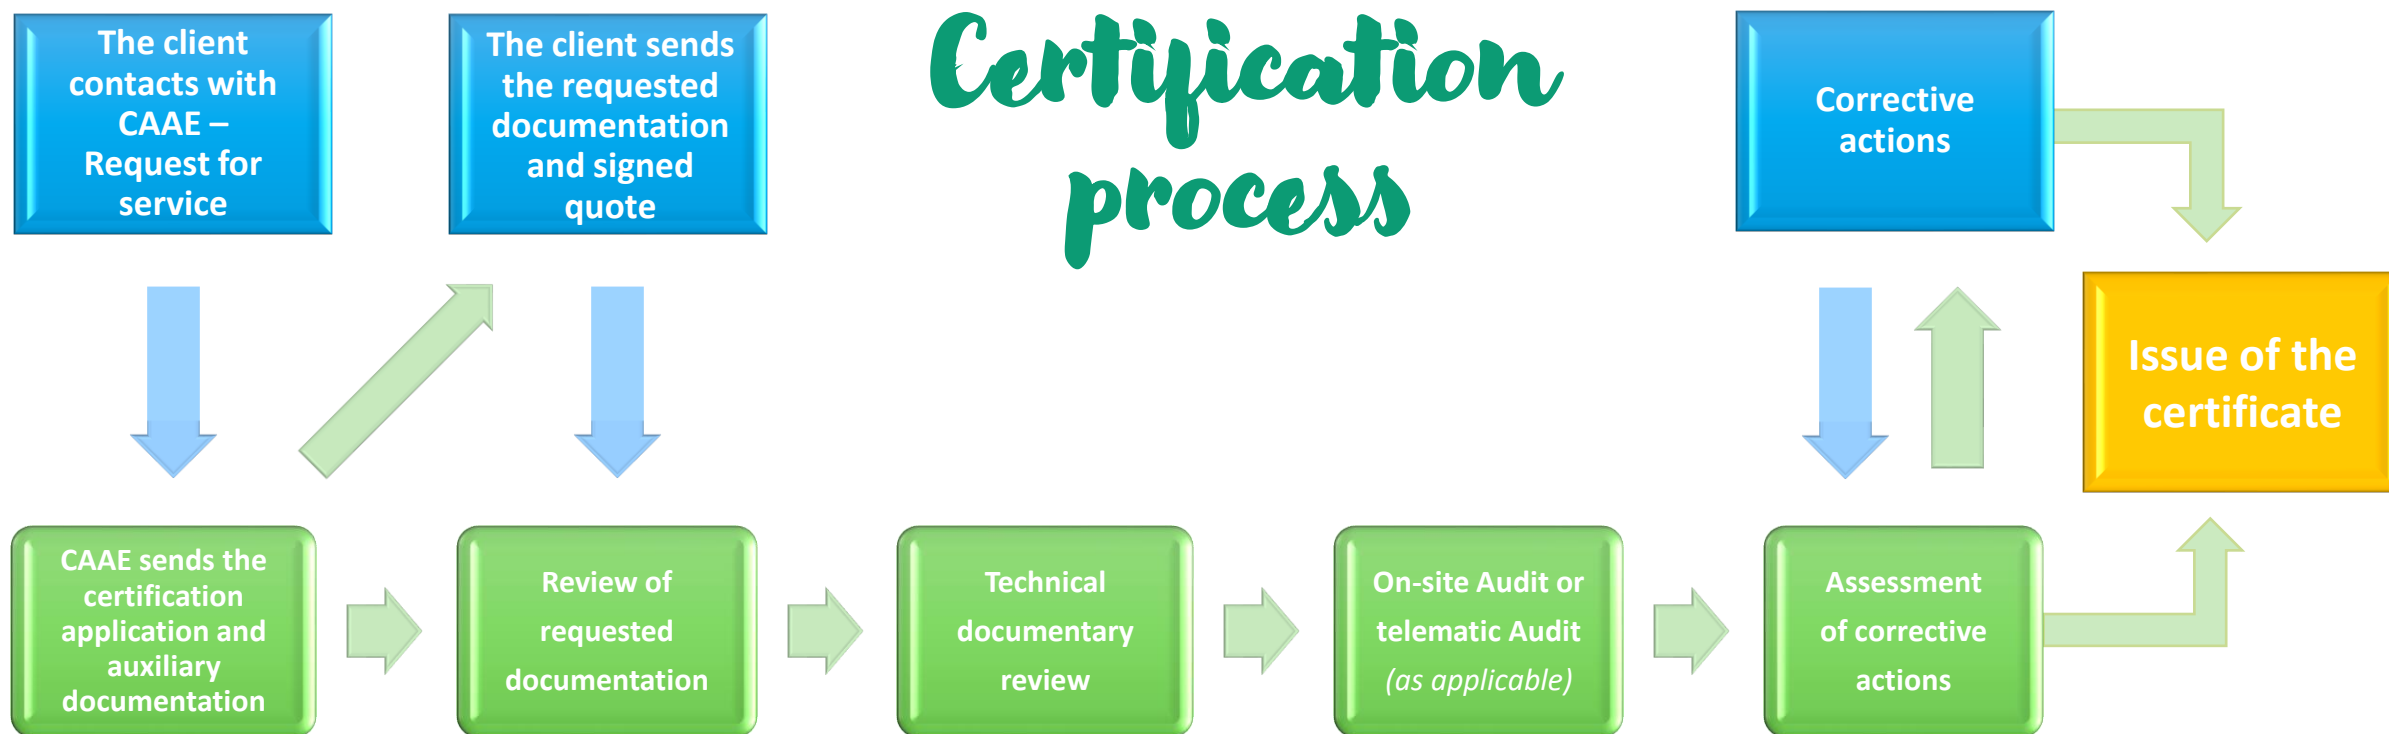 The client
contacts with
CAAE –
Request for
service
The client sends
the requested
documentation
and signed
quote
Certification
process
Corrective
actions
Issue of the
certificate
CAAE sends the
certification
application and
auxiliary
documentation
Review of
requested
documentation
Technical
documentary
review
On-site Audit or
telematic Audit
(as applicable)
Assessment
of corrective
actions